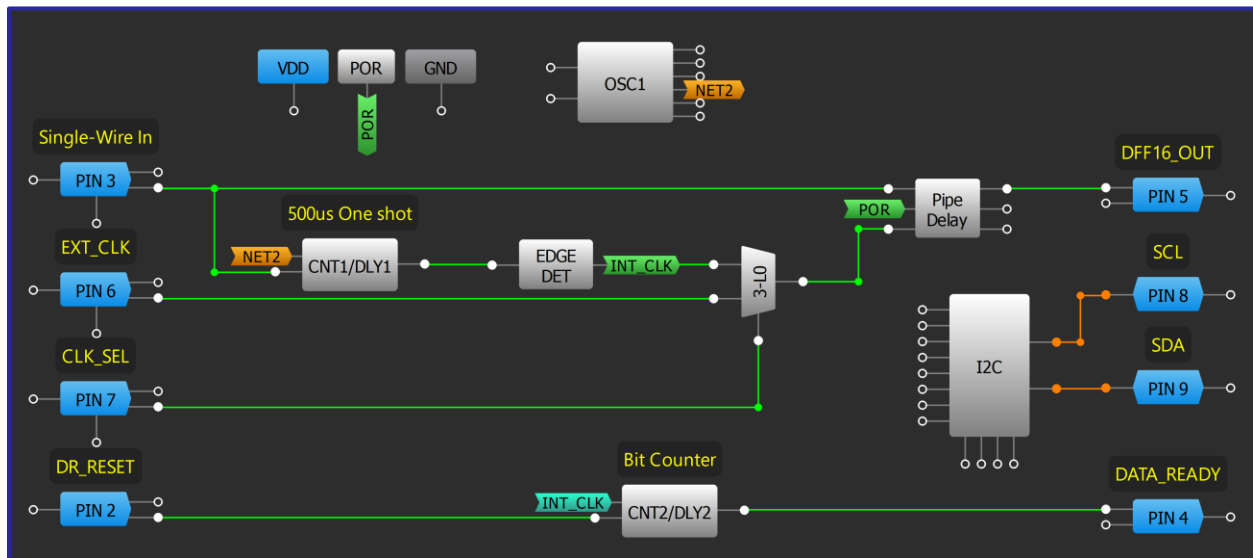 VDD
POR
GND
OSC1
NET2
POR
Single-Wire In
PIN 3
DFF16_OUT
PIN 5
Pipe
Delay
POR
500us One shot
NET2
CNT1/DLY1
EDGE
DET
INT_CLK
3-L0
EXT_CLK
PIN 6
SCL
PIN 8
CLK_SEL
PIN 7
I2C
SDA
PIN 9
DR_RESET
PIN 2
Bit Counter
INT_CLK
CNT2/DLY2
DATA_READY
PIN 4